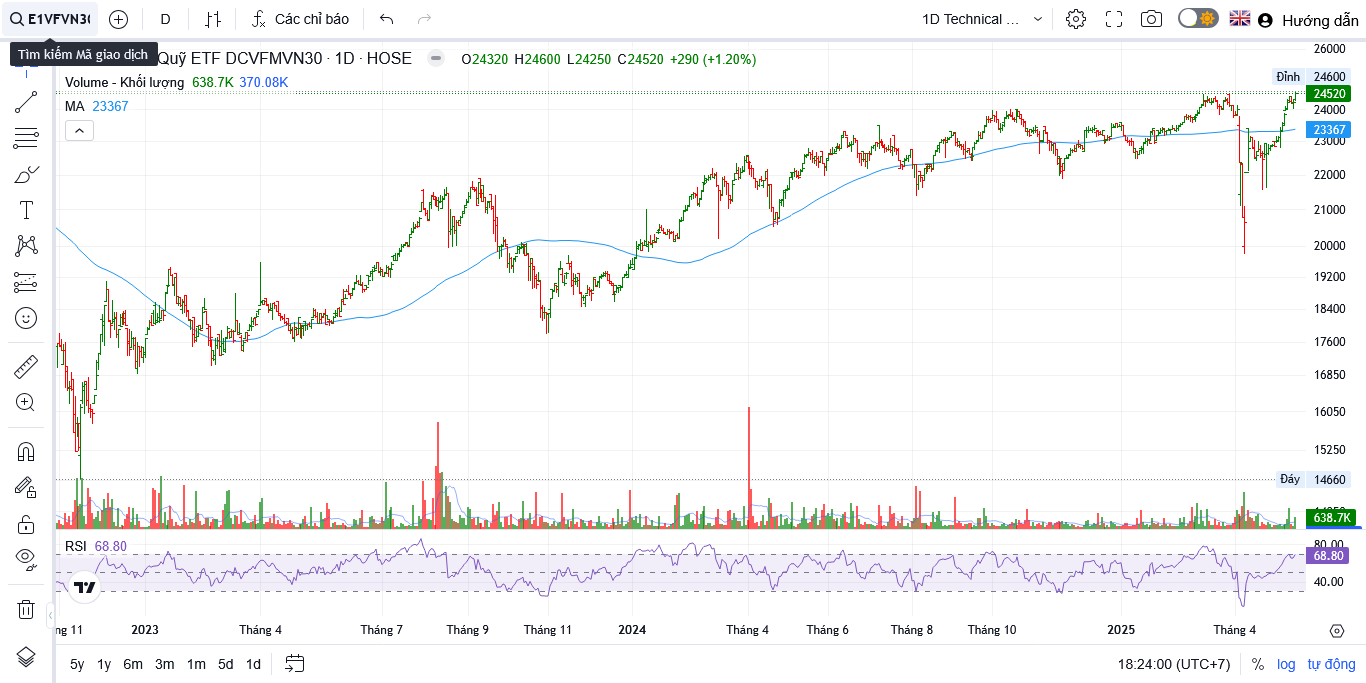 E1VFVN30 D Các chỉ báo 1D Technical ... Hướng dẫn
Tìm kiếm Mã giao dịch
Quỹ ETF DCVFMVN30 · 1D · HOSE O24320 H24600 L24250 C24520 +290 (+1.20%)
Volume - Khối lượng 638.7K 370.08K
MA 23367
26000
Đỉnh 24600
24520
24000
23367
23000
22000
21000
20000
19200
18400
17600
16850
16050
15250
Đáy 14660
638.7K
RSI 68.80
80.00
68.80
40.00
ng 11 2023 Tháng 4 Tháng 7 Tháng 9 Tháng 11 2024 Tháng 4 Tháng 6 Tháng 8 Tháng 10 2025 Tháng 4
5y 1y 6m 3m 1m 5d 1d 18:24:00 (UTC+7) % log tự động